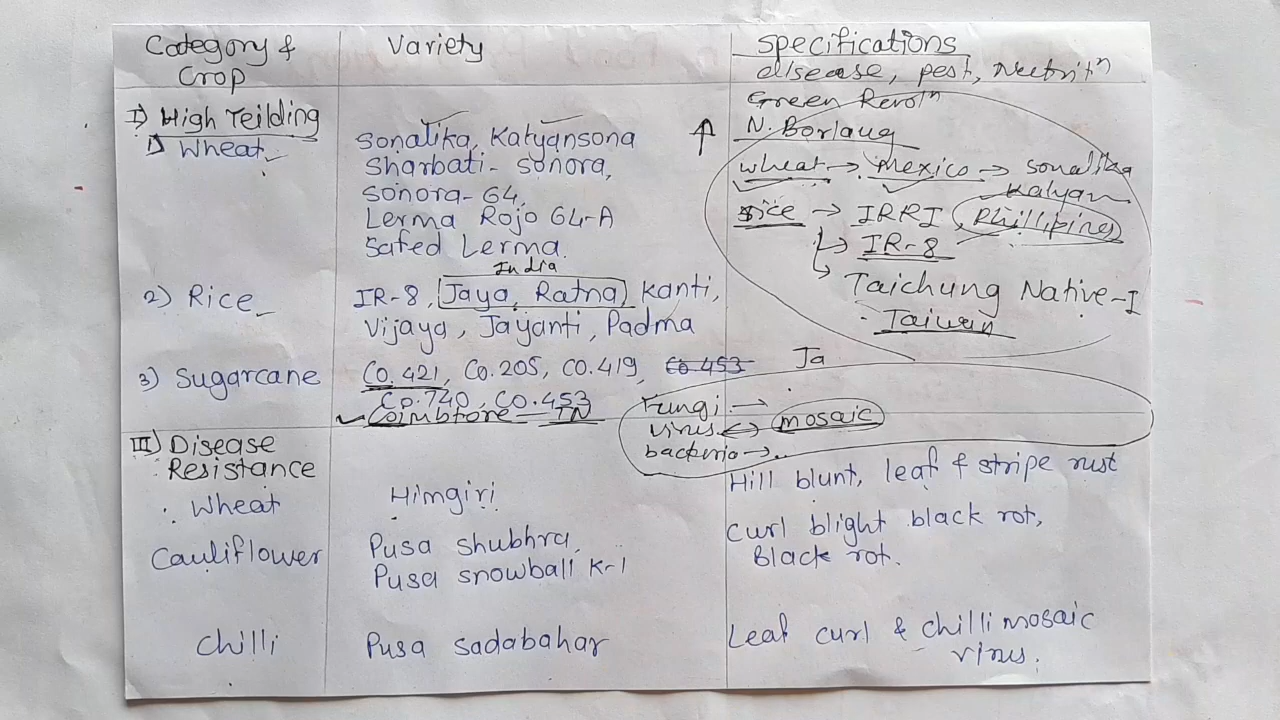 Category & Variety Specifications
Crop disease, pest, Nutritⁿ
Green Revolⁿ
I) High Yeilding N. Borlaug
1) Wheat Sonalika, Kalyansona ↑
Sharbati - sonora, wheat → Mexico → sonalika
Sonora-64, Kalyan
Lerma Rojo 64-A rice → IRRI, Phillipins
Safed Lerma. ↳ IR-8
India
2) Rice IR-8, Jaya, Ratna, Kanti, ↳ Taichung Native-I
Vijaya, Jayanti, Padma Taiwan
Ja
3) Sugarcane Co. 421, Co. 205, CO. 419, Co 453
Co. 740, CO. 453 Fungi →
Coimbtore - TN virus ↔ mosaic
III) Disease bacteria → ..
Resistance
Wheat Himgiri Hill blunt, leaf & stripe rust
Cauliflower Pusa shubhra, Curl blight black rot,
Pusa snowball K-1 Black rot.
Chilli Pusa sadabahar Leaf curl & chilli mosaic
virus.